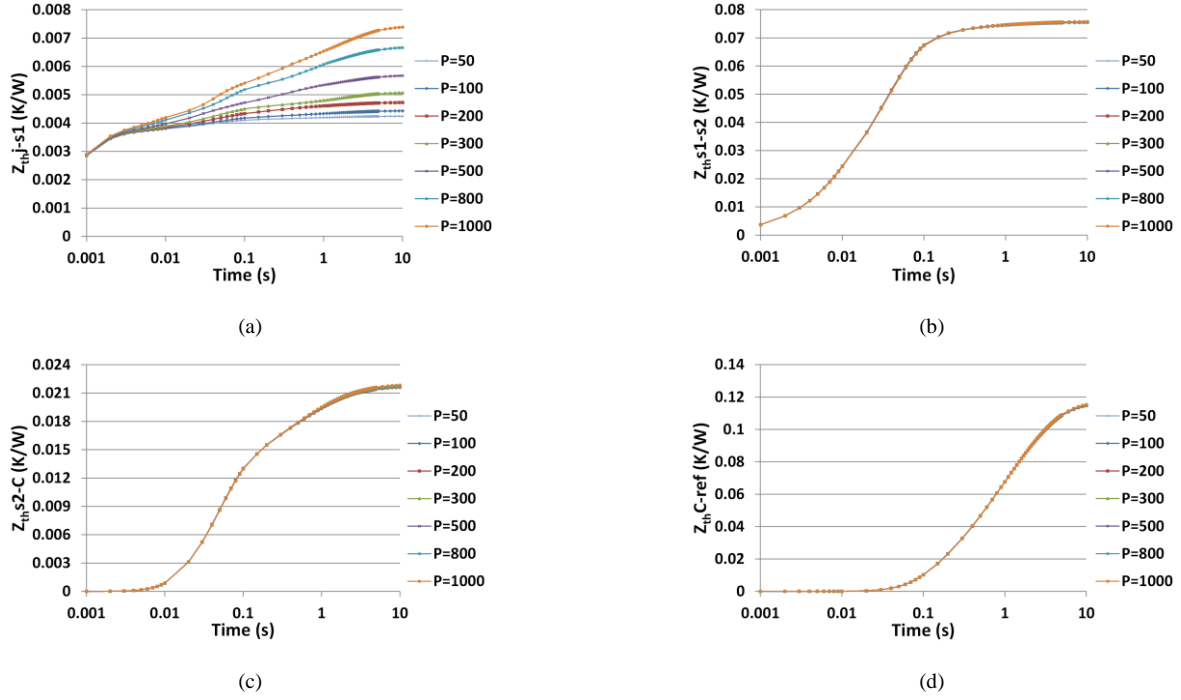 Z_thj-s1 (K/W)
0.008
0.007
0.006
0.005
0.004
0.003
0.002
0.001
0
0.001 0.01 0.1 1 10
Time (s)
P=50
P=100
P=200
P=300
P=500
P=800
P=1000
(a)
Z_ths1-s2 (K/W)
0.08
0.07
0.06
0.05
0.04
0.03
0.02
0.01
0
0.001 0.01 0.1 1 10
Time (s)
P=50
P=100
P=200
P=300
P=500
P=800
P=1000
(b)
Z_ths2-C (K/W)
0.024
0.021
0.018
0.015
0.012
0.009
0.006
0.003
0
0.001 0.01 0.1 1 10
Time (s)
P=50
P=100
P=200
P=300
P=500
P=800
P=1000
(c)
Z_thC-ref (K/W)
0.14
0.12
0.1
0.08
0.06
0.04
0.02
0
0.001 0.01 0.1 1 10
Time (s)
P=50
P=100
P=200
P=300
P=500
P=800
P=1000
(d)